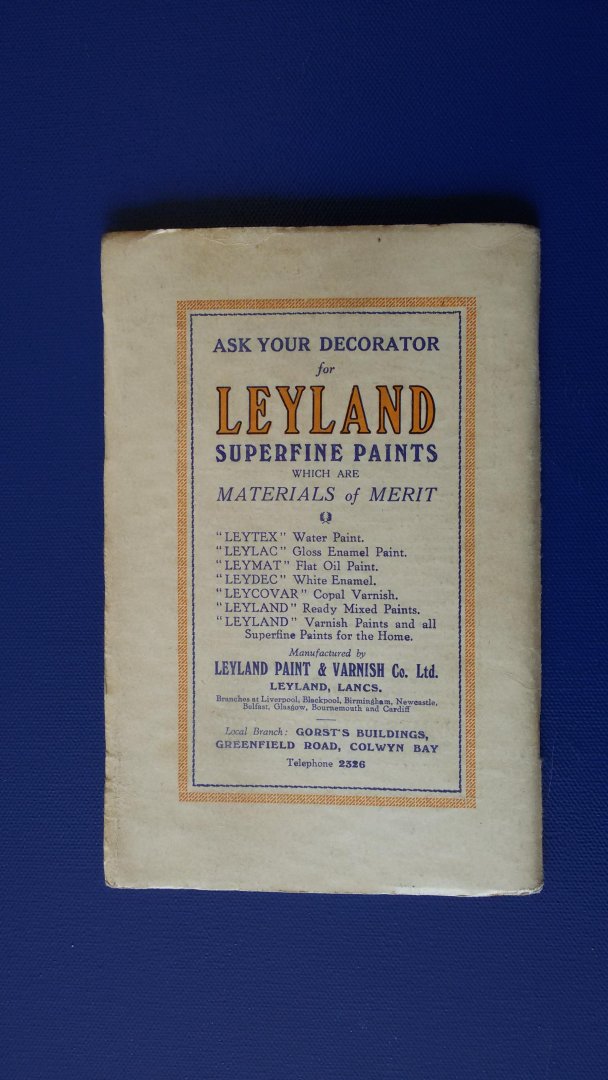 ASK YOUR DECORATOR
for
LEYLAND
SUPERFINE PAINTS
WHICH ARE
MATERIALS of MERIT
"LEYTEX" Water Paint.
"LEYLAC" Gloss Enamel Paint.
"LEYMAT" Flat Oil Paint.
"LEYDEC" White Enamel.
"LEYCOVAR" Copal Varnish.
"LEYLAND" Ready Mixed Paints.
"LEYLAND" Varnish Paints and all
Superfine Paints for the Home.
Manufactured by
LEYLAND PAINT & VARNISH Co. Ltd.
LEYLAND, LANCS.
Branches at Liverpool, Blackpool, Birmingham, Newcastle,
Belfast, Glasgow, Bournemouth and Cardiff
Local Branch: GORST'S BUILDINGS,
GREENFIELD ROAD, COLWYN BAY
Telephone 2326